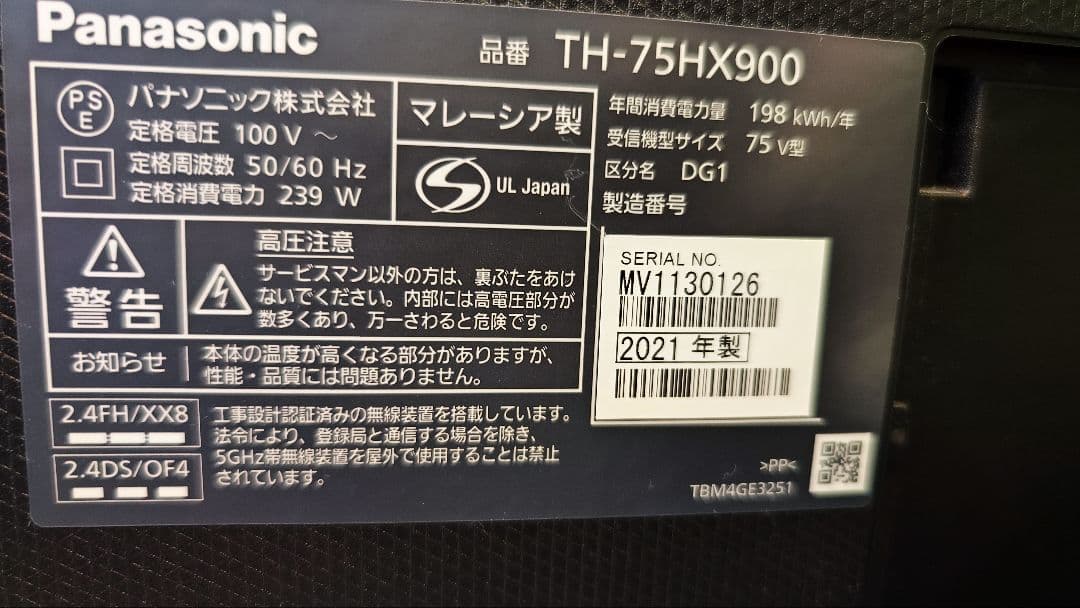 Panasonic
品番 TH-75HX900
PSE
パナソニック株式会社
定格電圧 100 V ～
定格周波数 50/60 Hz
定格消費電力 239 W
マレーシア製
S UL Japan
年間消費電力量 198 kWh/年
受信機型サイズ 75 V型
区分名 DG1
製造番号
SERIAL NO.
MV1130126
2021 年製
警告
高圧注意
サービスマン以外の方は、裏ぶたをあけ
ないでください。内部には高電圧部分が
数多くあり、万一さわると危険です。
お知らせ
本体の温度が高くなる部分がありますが、
性能・品質には問題ありません。
2.4FH/XX8
2.4DS/OF4
工事設計認証済みの無線装置を搭載しています。
法令により、登録局と通信する場合を除き、
5GHz帯無線装置を屋外で使用することは禁止
されています。
>PP<
TBM4GE3251